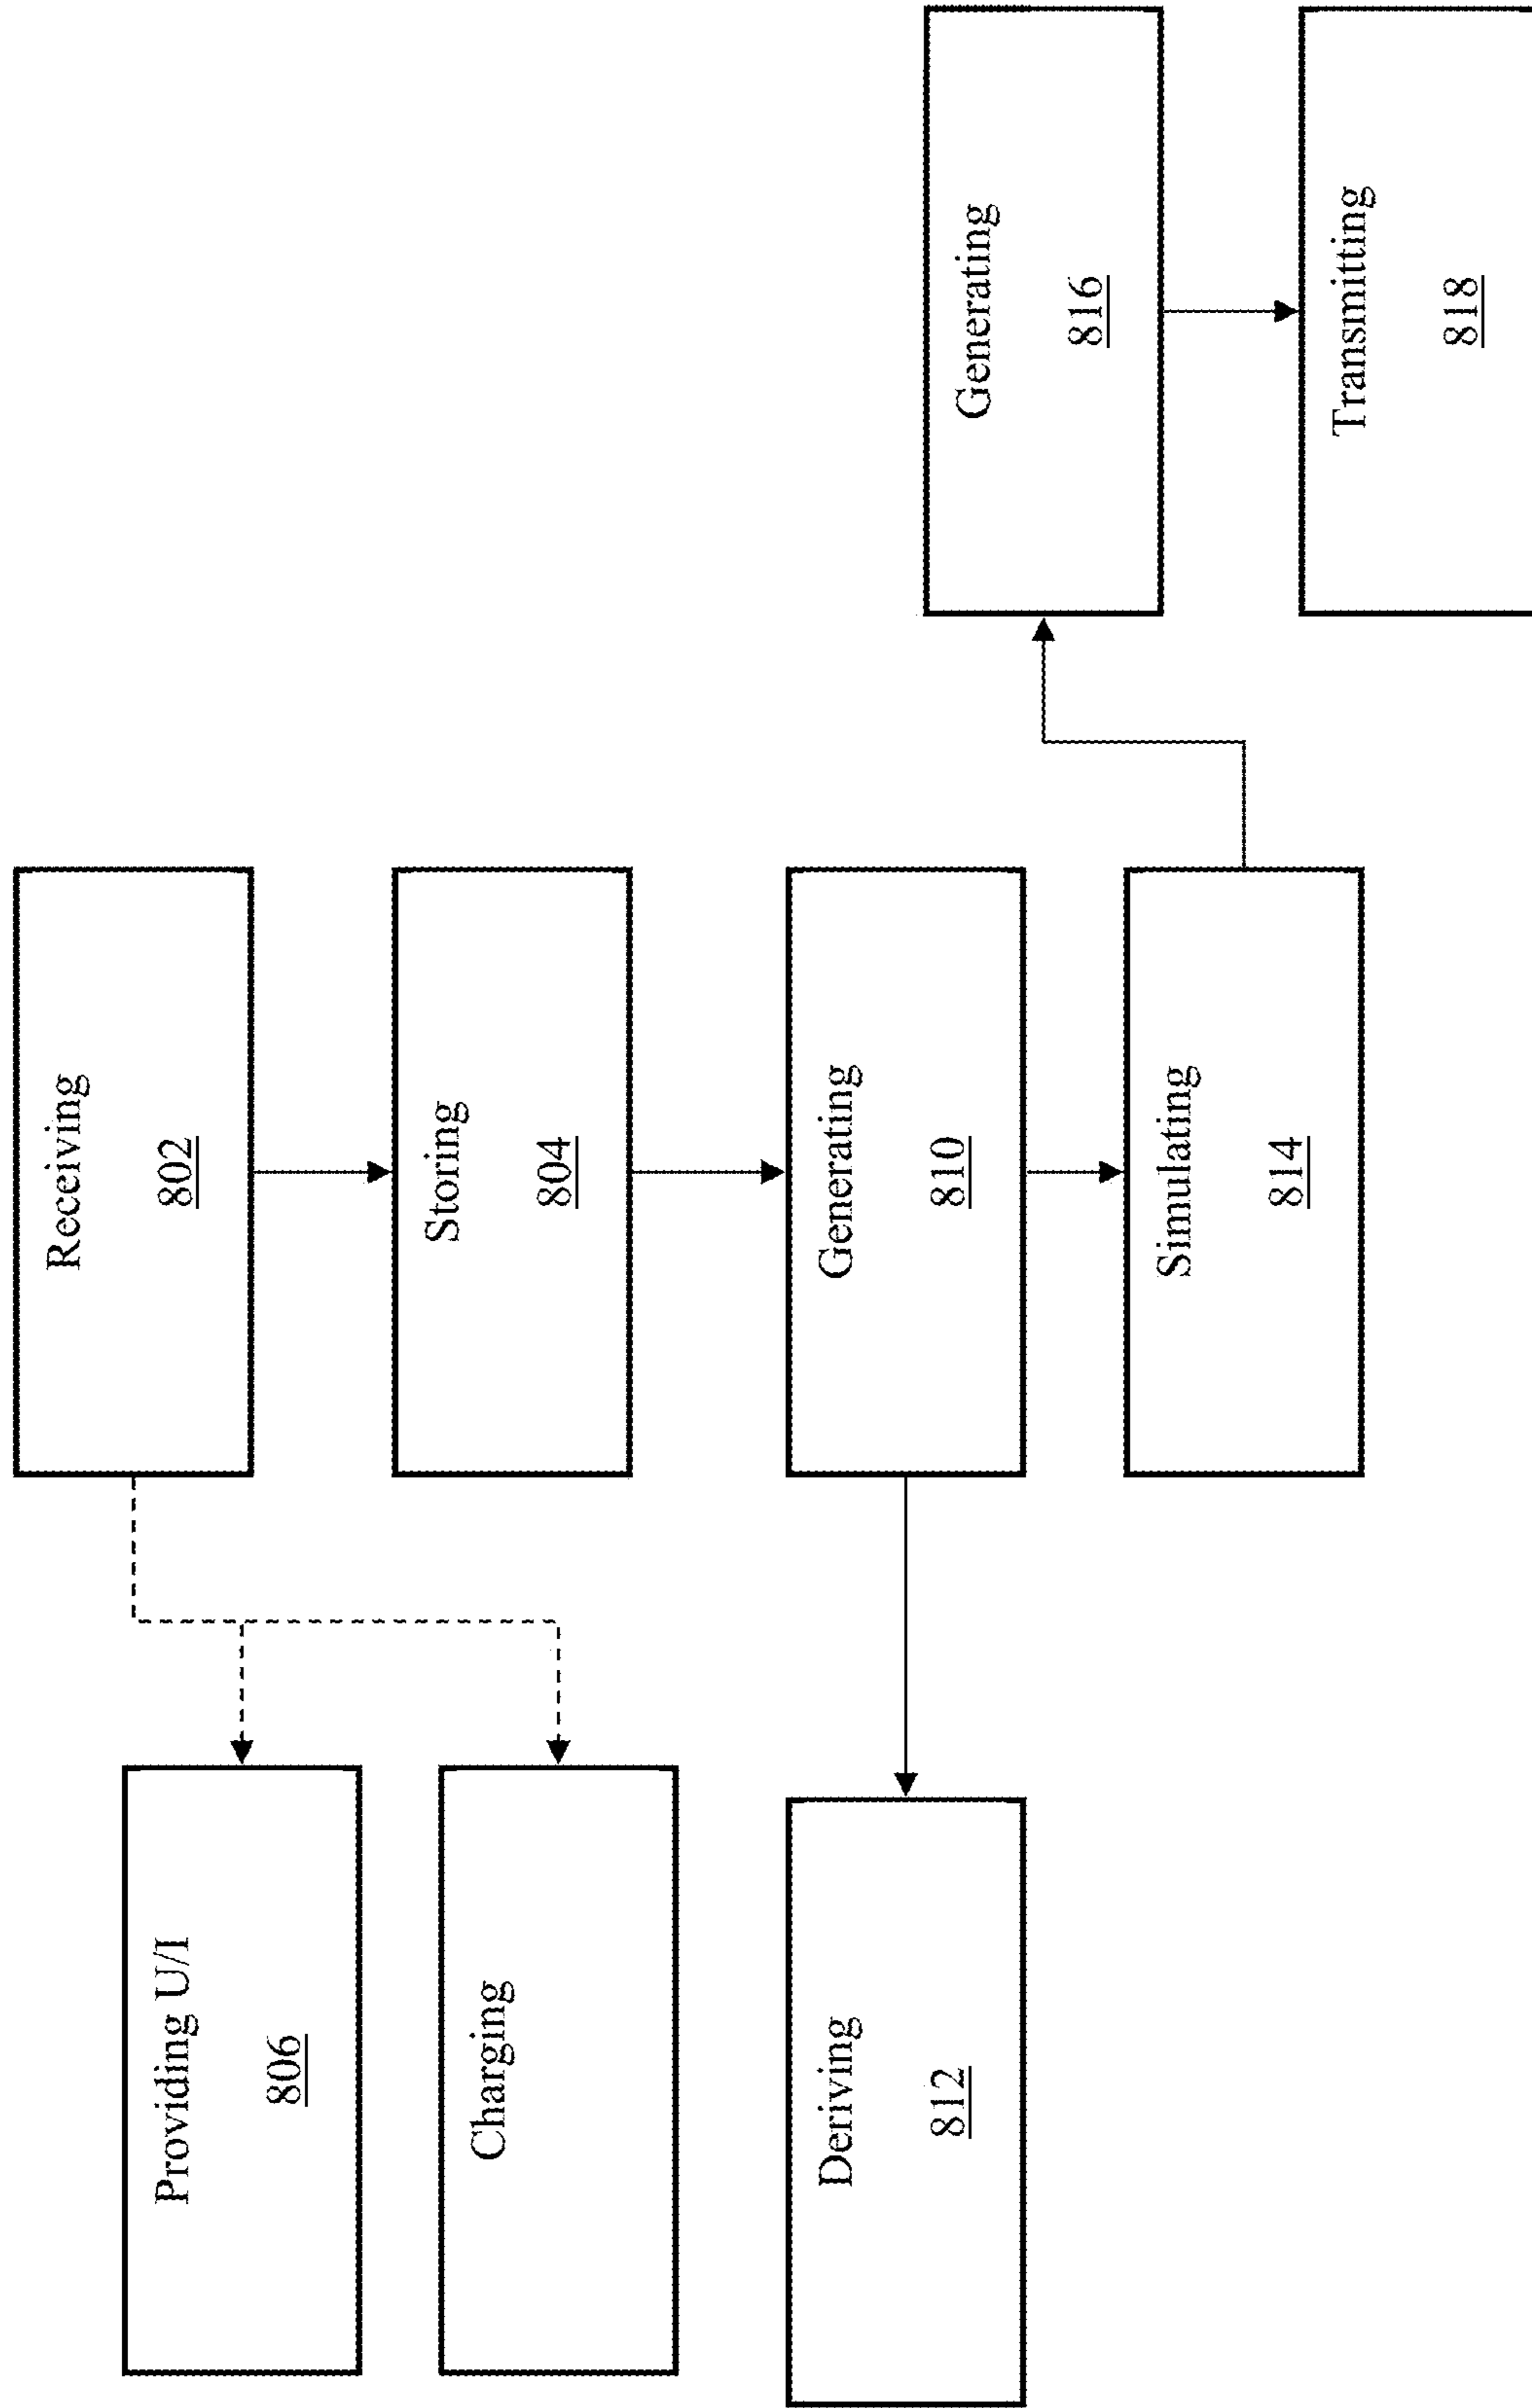 Receiving
802
Storing
804
Providing U/I
806
Charging
Generating
810
Deriving
812
Simulating
814
Generating
816
Transmitting
818